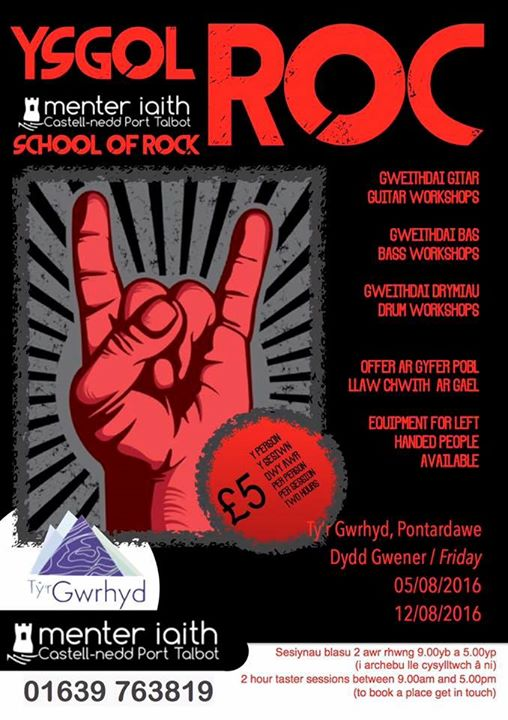 YSGOL ROC
menter iaith
Castell-nedd Port Talbot
SCHOOL OF ROCK
GWEITHDAI GITAR
GUITAR WORKSHOPS
GWEITHDAI BAS
BASS WORKSHOPS
GWEITHDAI DRYMIAU
DRUM WORKSHOPS
OFFER AR GYFER POBL
LLAW CHWITH AR GAEL
EQUIPMENT FOR LEFT
HANDED PEOPLE
AVAILABLE
£5
Y PERSON
Y SESIWN
DWY AWR
PER PERSON
PER SESSION
TWO HOURS
Ty'r Gwrhyd, Pontardawe
Dydd Gwener / Friday
05/08/2016
12/08/2016
Tŷ'r
Gwrhyd
menter iaith
Castell-nedd Port Talbot
01639 763819
Sesiynau blasu 2 awr rhwng 9.00yb a 5.00yp
(i archebu lle cysylltwch â ni)
2 hour taster sessions between 9.00am and 5.00pm
(to book a place get in touch)